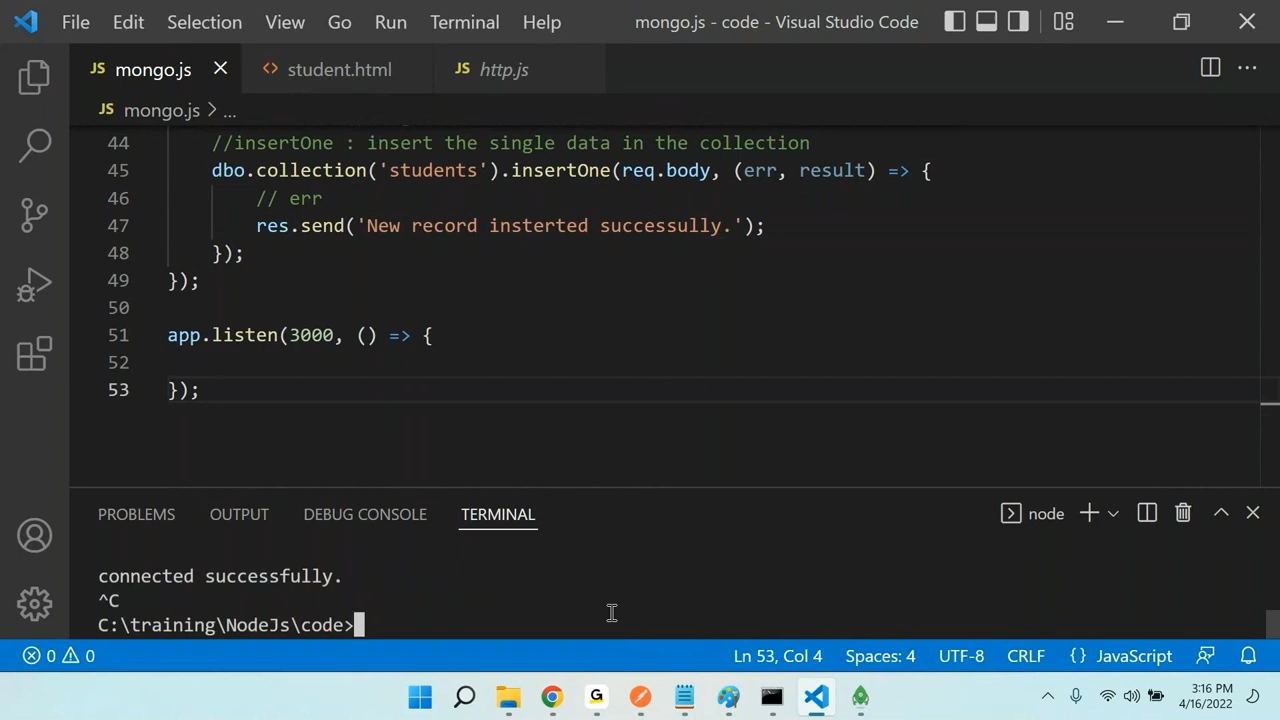 File Edit Selection View Go Run Terminal Help mongo.js - code - Visual Studio Code
JS mongo.js student.html JS http.js
JS mongo.js > ...
44 //insertOne : insert the single data in the collection
45 dbo.collection('students').insertOne(req.body, (err, result) => {
46 // err
47 res.send('New record insterted successully.');
48 });
49 });
50
51 app.listen(3000, () => {
52
53 });
PROBLEMS OUTPUT DEBUG CONSOLE TERMINAL node
connected successfully.
^C
C:\training\NodeJs\code>
0 0 Ln 53, Col 4 Spaces: 4 UTF-8 CRLF {} JavaScript
G 3:16 PM
4/16/2022